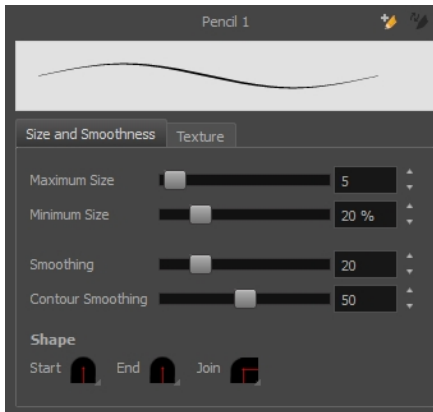 Pencil 1
Size and Smoothness Texture
Maximum Size 5
Minimum Size 20 %
Smoothing 20
Contour Smoothing 50
Shape
Start End Join